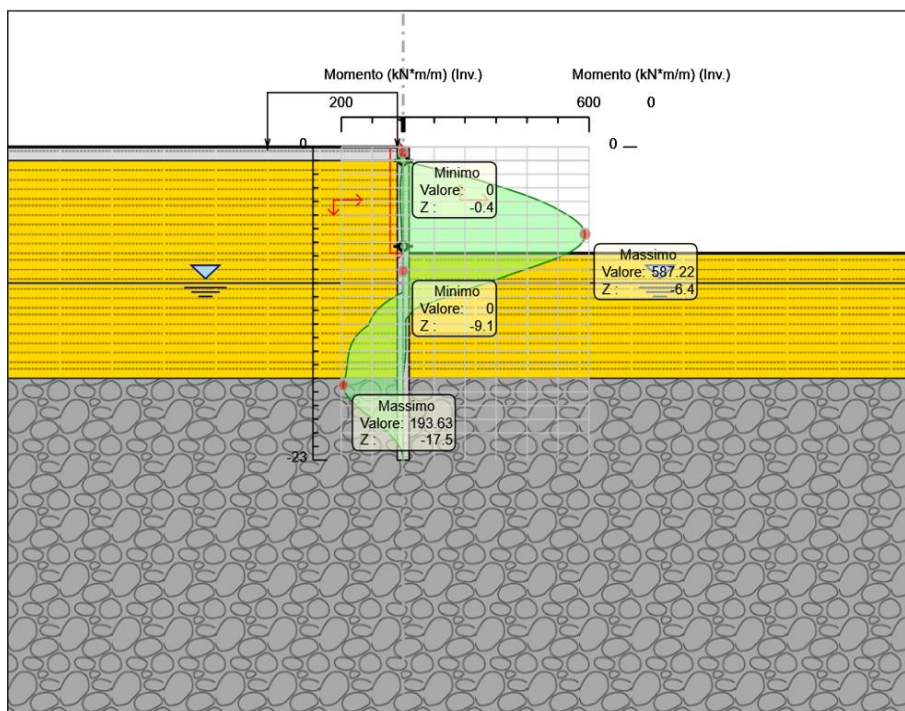 Momento (kN*m/m) (Inv.)
Momento (kN*m/m) (Inv.)
200
600
0
0
0
Minimo
Valore: 0
Z : -0.4
Massimo
Valore: 587.22
Z : -6.4
Minimo
Valore: 0
Z : -9.1
Massimo
Valore: 193.63
Z : -17.5
-23